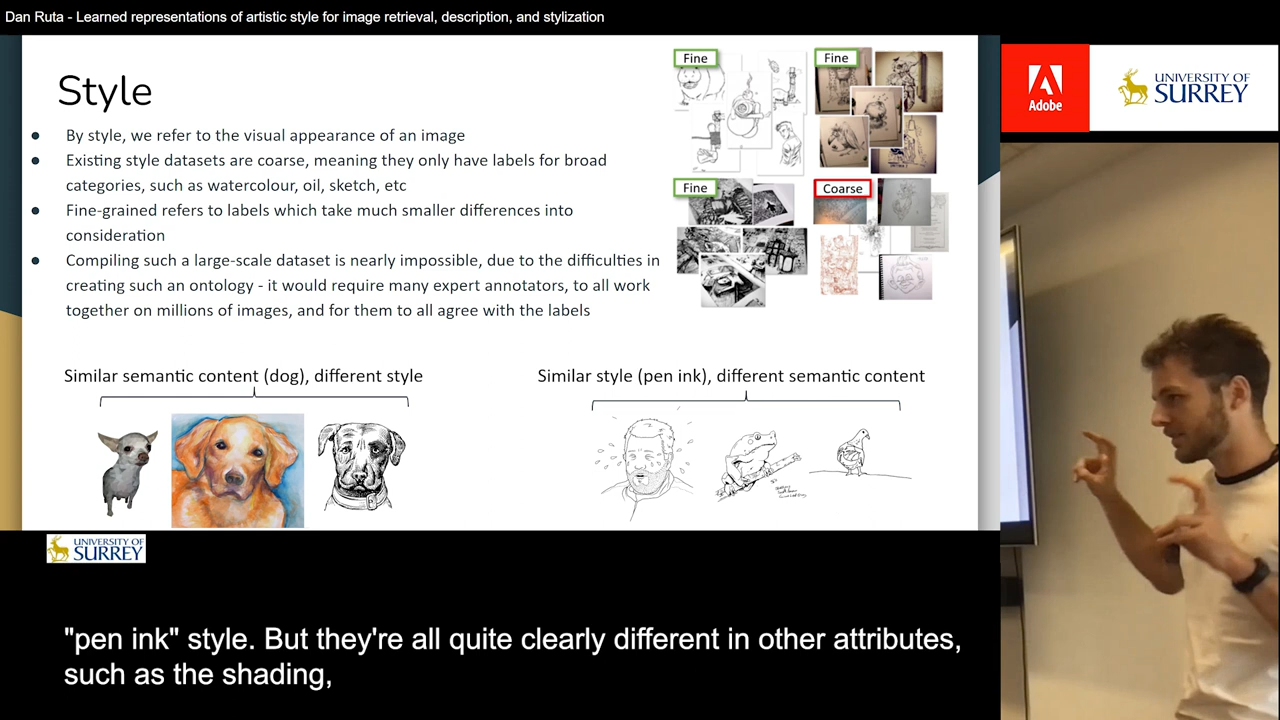 Dan Ruta - Learned representations of artistic style for image retrieval, description, and stylization
Style
● By style, we refer to the visual appearance of an image
● Existing style datasets are coarse, meaning they only have labels for broad
categories, such as watercolour, oil, sketch, etc
● Fine-grained refers to labels which take much smaller differences into
consideration
● Compiling such a large-scale dataset is nearly impossible, due to the difficulties in
creating such an ontology - it would require many expert annotators, to all work
together on millions of images, and for them to all agree with the labels
Fine
Fine
Fine
Coarse
Adobe
UNIVERSITY OF
SURREY
Similar semantic content (dog), different style
Similar style (pen ink), different semantic content
UNIVERSITY OF
SURREY
"pen ink" style. But they're all quite clearly different in other attributes,
such as the shading,